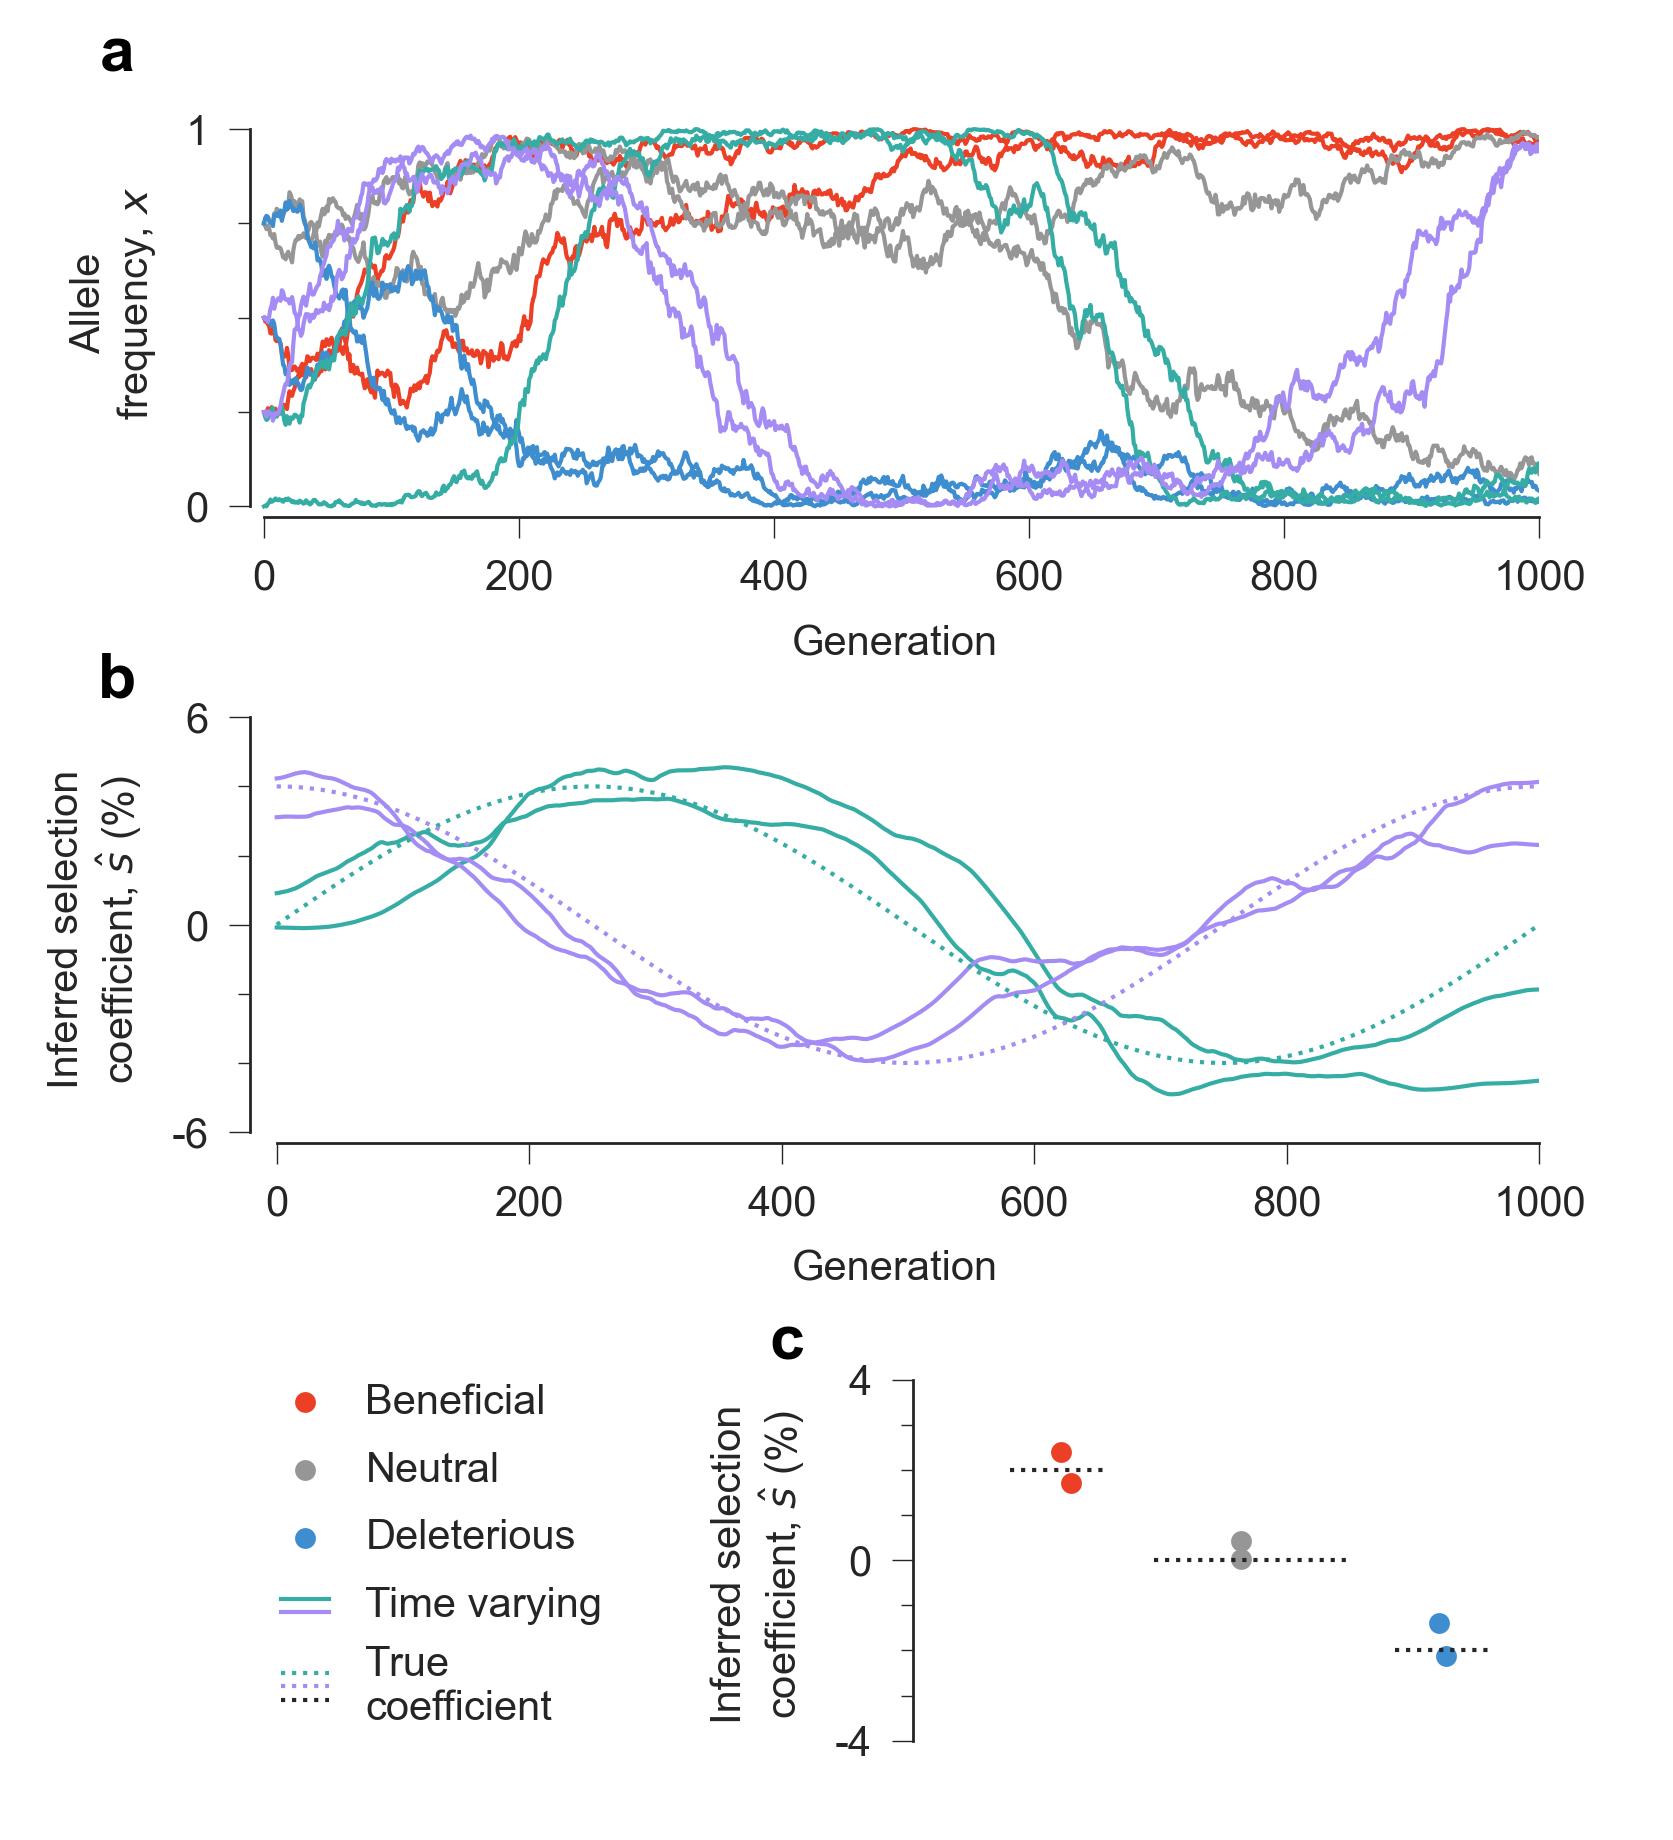 a
1
0
Allele
frequency, x
0 200 400 600 800 1000
Generation
b
6
0
-6
Inferred selection
coefficient, ŝ (%)
0 200 400 600 800 1000
Generation
Beneficial
Neutral
Deleterious
Time varying
True
coefficient
c
4
0
-4
Inferred selection
coefficient, ŝ (%)